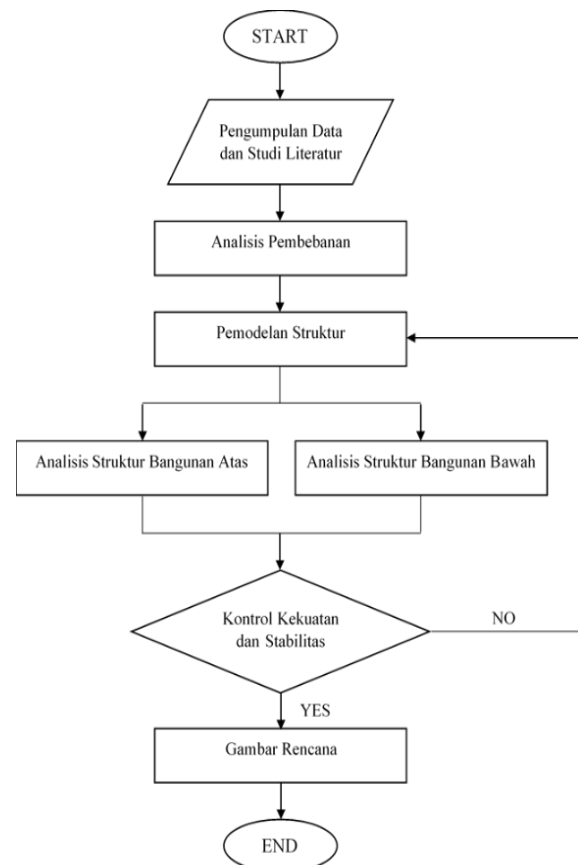 START
Pengumpulan Data
dan Studi Literatur
Analisis Pembebanan
Pemodelan Struktur
Analisis Struktur Bangunan Atas
Analisis Struktur Bangunan Bawah
Kontrol Kekuatan
dan Stabilitas
NO
YES
Gambar Rencana
END